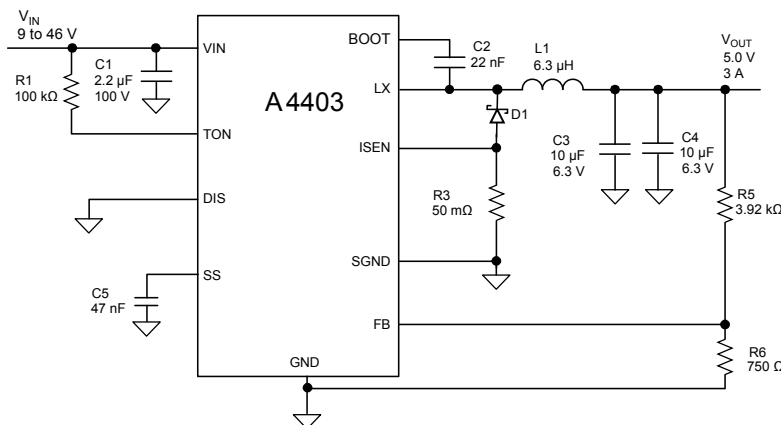 VIN
9 to 46 V
R1
100 kΩ
C1
2.2 µF
100 V
VIN
TON
DIS
SS
C5
47 nF
A4403
GND
BOOT
LX
ISEN
SGND
FB
C2
22 nF
L1
6.3 µH
D1
R3
50 mΩ
C3
10 µF
6.3 V
C4
10 µF
6.3 V
VOUT
5.0 V
3 A
R5
3.92 kΩ
R6
750 Ω